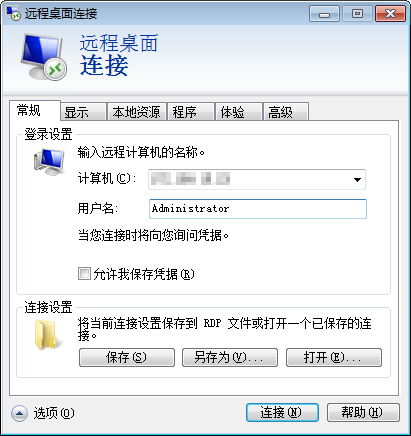 远程桌面连接
远程桌面
连接
常规 显示 本地资源 程序 体验 高级
登录设置
输入远程计算机的名称。
计算机(C):
用户名: Administrator
当您连接时将向您询问凭据。
允许我保存凭据(R)
连接设置
将当前连接设置保存到 RDP 文件或打开一个已保存的连
接。
保存(S) 另存为(V)... 打开(E)...
选项(O) 连接(N) 帮助(H)